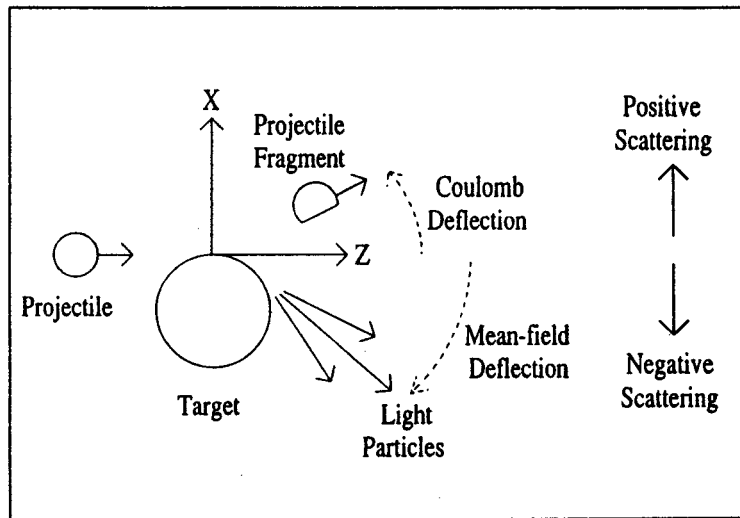 X
Projectile
Fragment
Positive
Scattering
Coulomb
Deflection
Z
Projectile
Mean-field
Deflection
Target
Light
Particles
Negative
Scattering